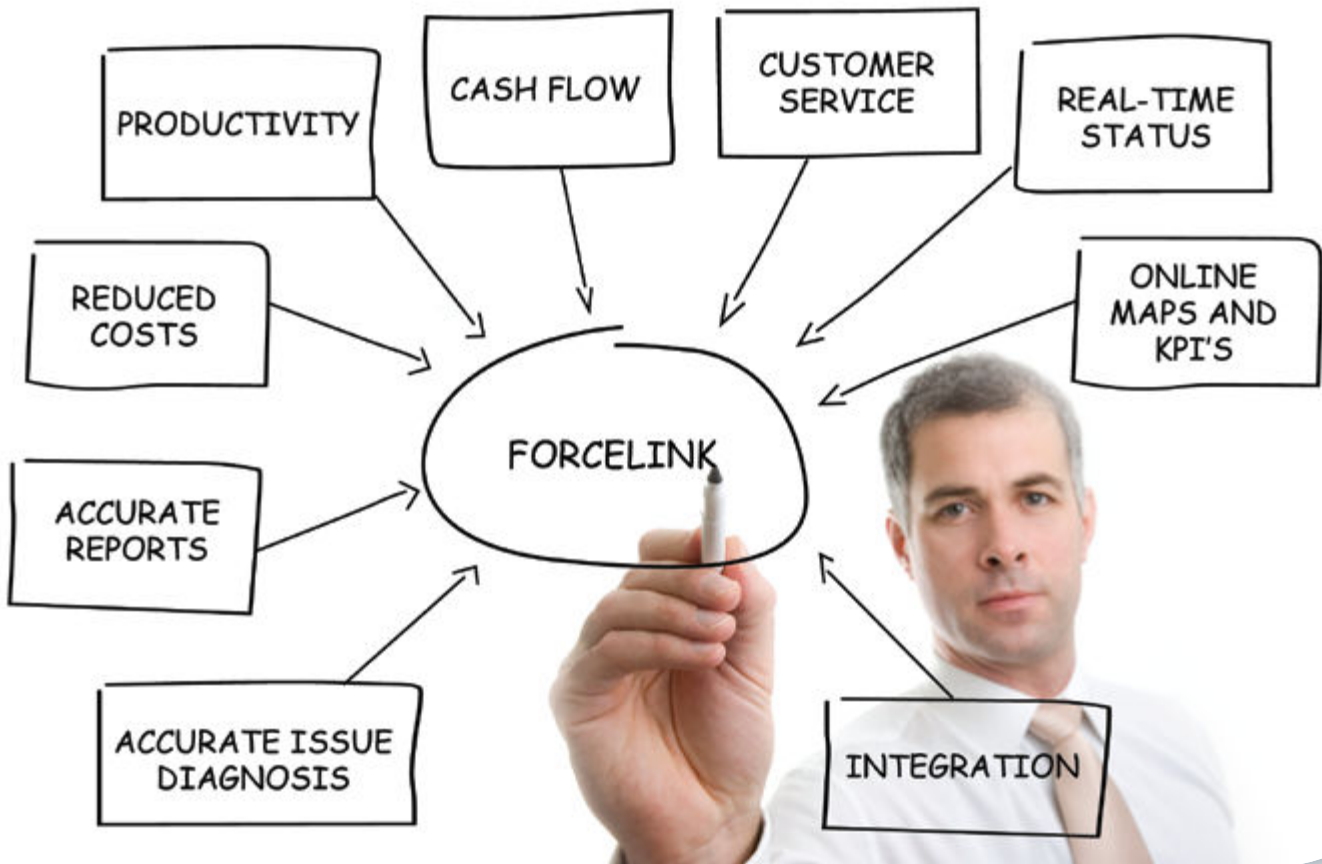 PRODUCTIVITY
CASH FLOW
CUSTOMER
SERVICE
REAL-TIME
STATUS
REDUCED
COSTS
ONLINE
MAPS AND
KPI'S
FORCELINK
ACCURATE
REPORTS
ACCURATE ISSUE
DIAGNOSIS
INTEGRATION